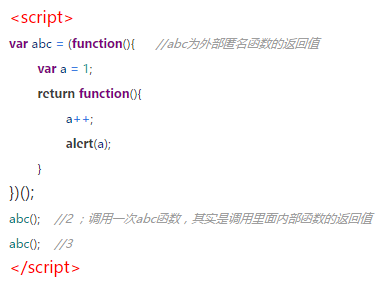 <script>
var abc = (function(){ //abc为外部匿名函数的返回值
var a = 1;
return function(){
a++;
alert(a);
}
})();
abc(); //2 ；调用一次abc函数，其实是调用里面内部函数的返回值
abc(); //3
</script>